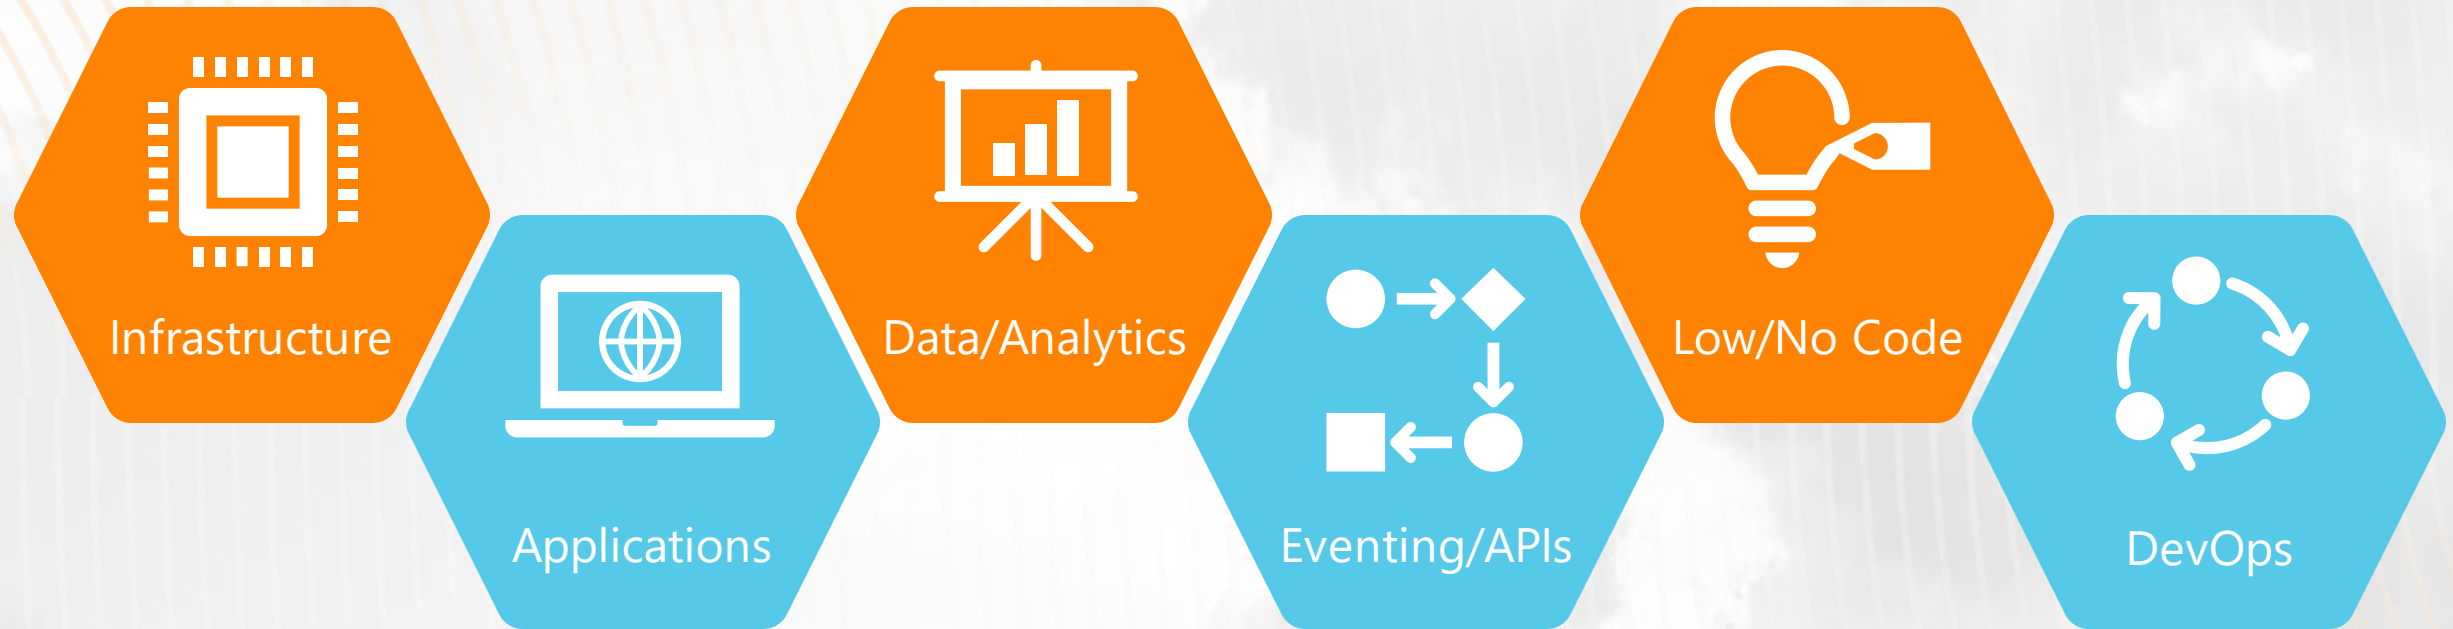 Infrastructure
Applications
Data/Analytics
Eventing/APIs
Low/No Code
DevOps